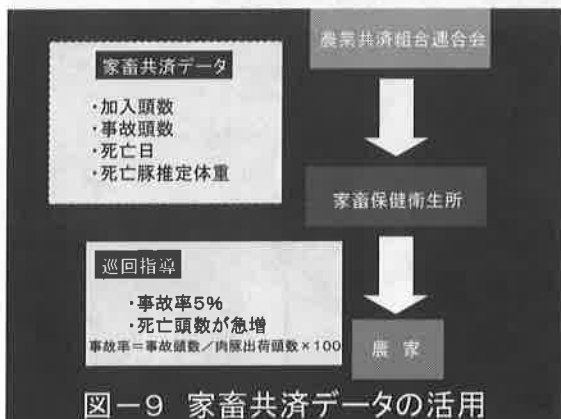 農業共済組合連合会
家畜共済データ
・加入頭数
・事故頭数
・死亡日
・死亡豚推定体重
家畜保健衛生所
巡回指導
・事故率5%
・死亡頭数が急増
事故率＝事故頭数／肉豚出荷頭数×100
農 家
図－9 家畜共済データの活用